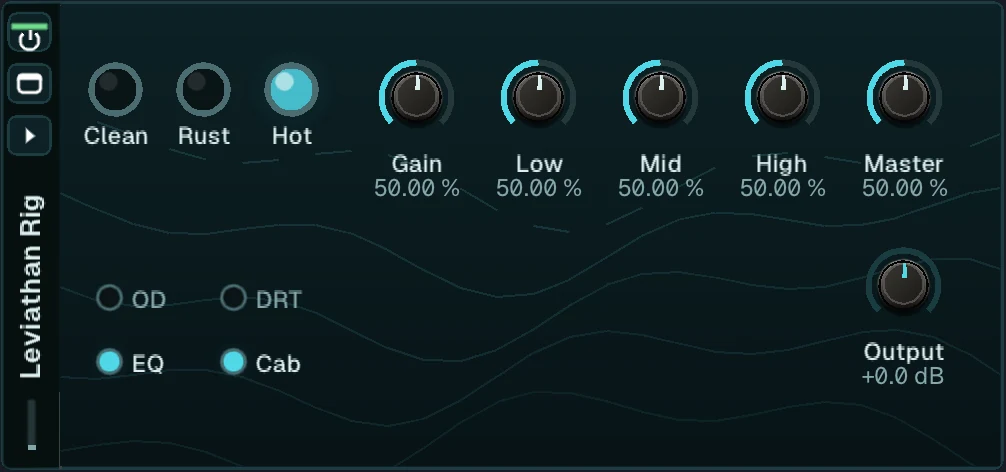 Leviathan Rig
Clean Rust Hot
Gain Low Mid High Master
50.00 % 50.00 % 50.00 % 50.00 % 50.00 %
OD DRT
EQ Cab
Output
+0.0 dB